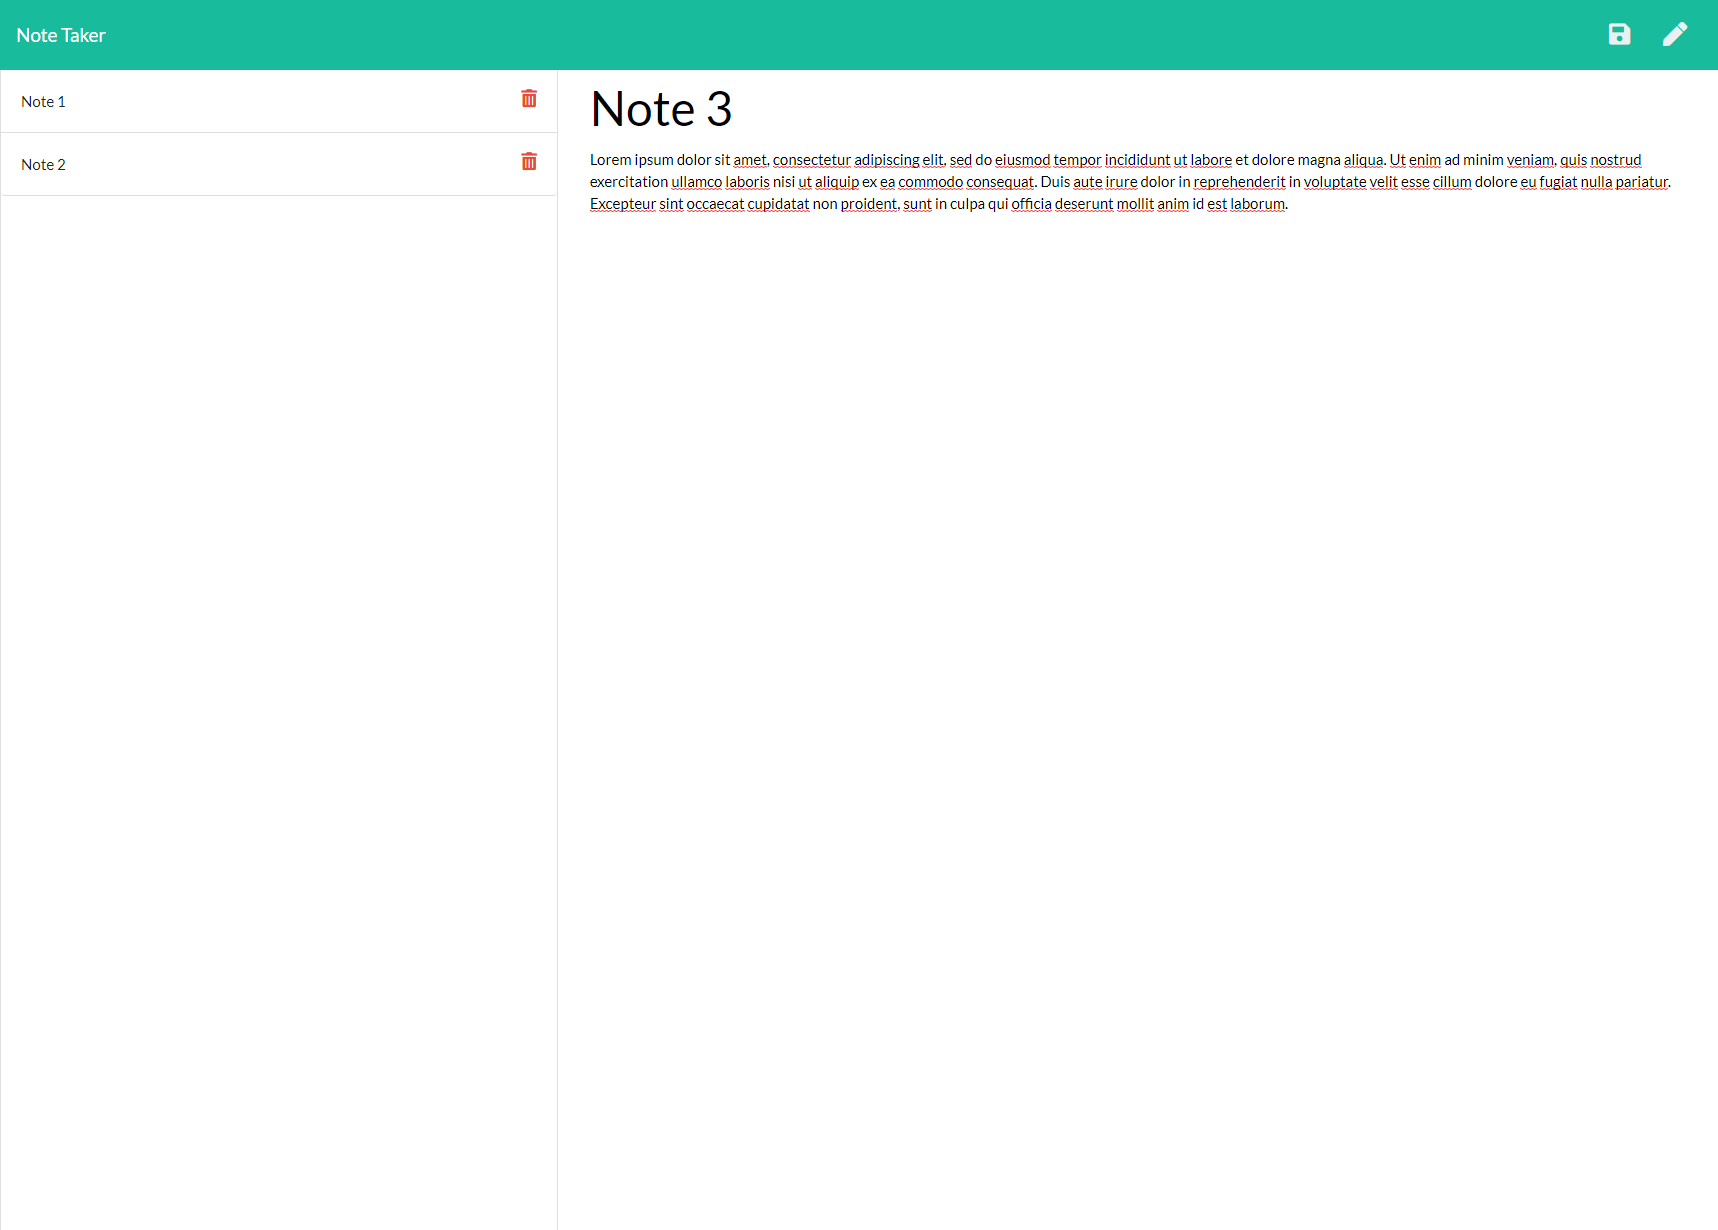 Note Taker
Note 1
Note 2
Note 3
Lorem ipsum dolor sit amet, consectetur adipiscing elit, sed do eiusmod tempor incididunt ut labore et dolore magna aliqua. Ut enim ad minim veniam, quis nostrud
exercitation ullamco laboris nisi ut aliquip ex ea commodo consequat. Duis aute irure dolor in reprehenderit in voluptate velit esse cillum dolore eu fugiat nulla pariatur.
Excepteur sint occaecat cupidatat non proident, sunt in culpa qui officia deserunt mollit anim id est laborum.